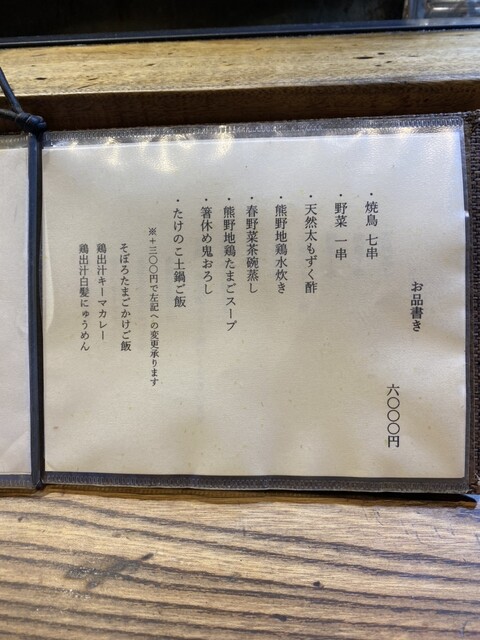 お品書き
六〇〇〇円
・焼鳥 七串
・野菜 一串
・天然太もずく酢
・熊野地鶏水炊き
・春野菜茶碗蒸し
・熊野地鶏たまごスープ
・箸休め鬼おろし
・たけのこ土鍋ご飯
※+三〇〇円で左記への変更承ります
そぼろたまごかけご飯
鶏出汁キーマカレー
鶏出汁白髪にゅうめん